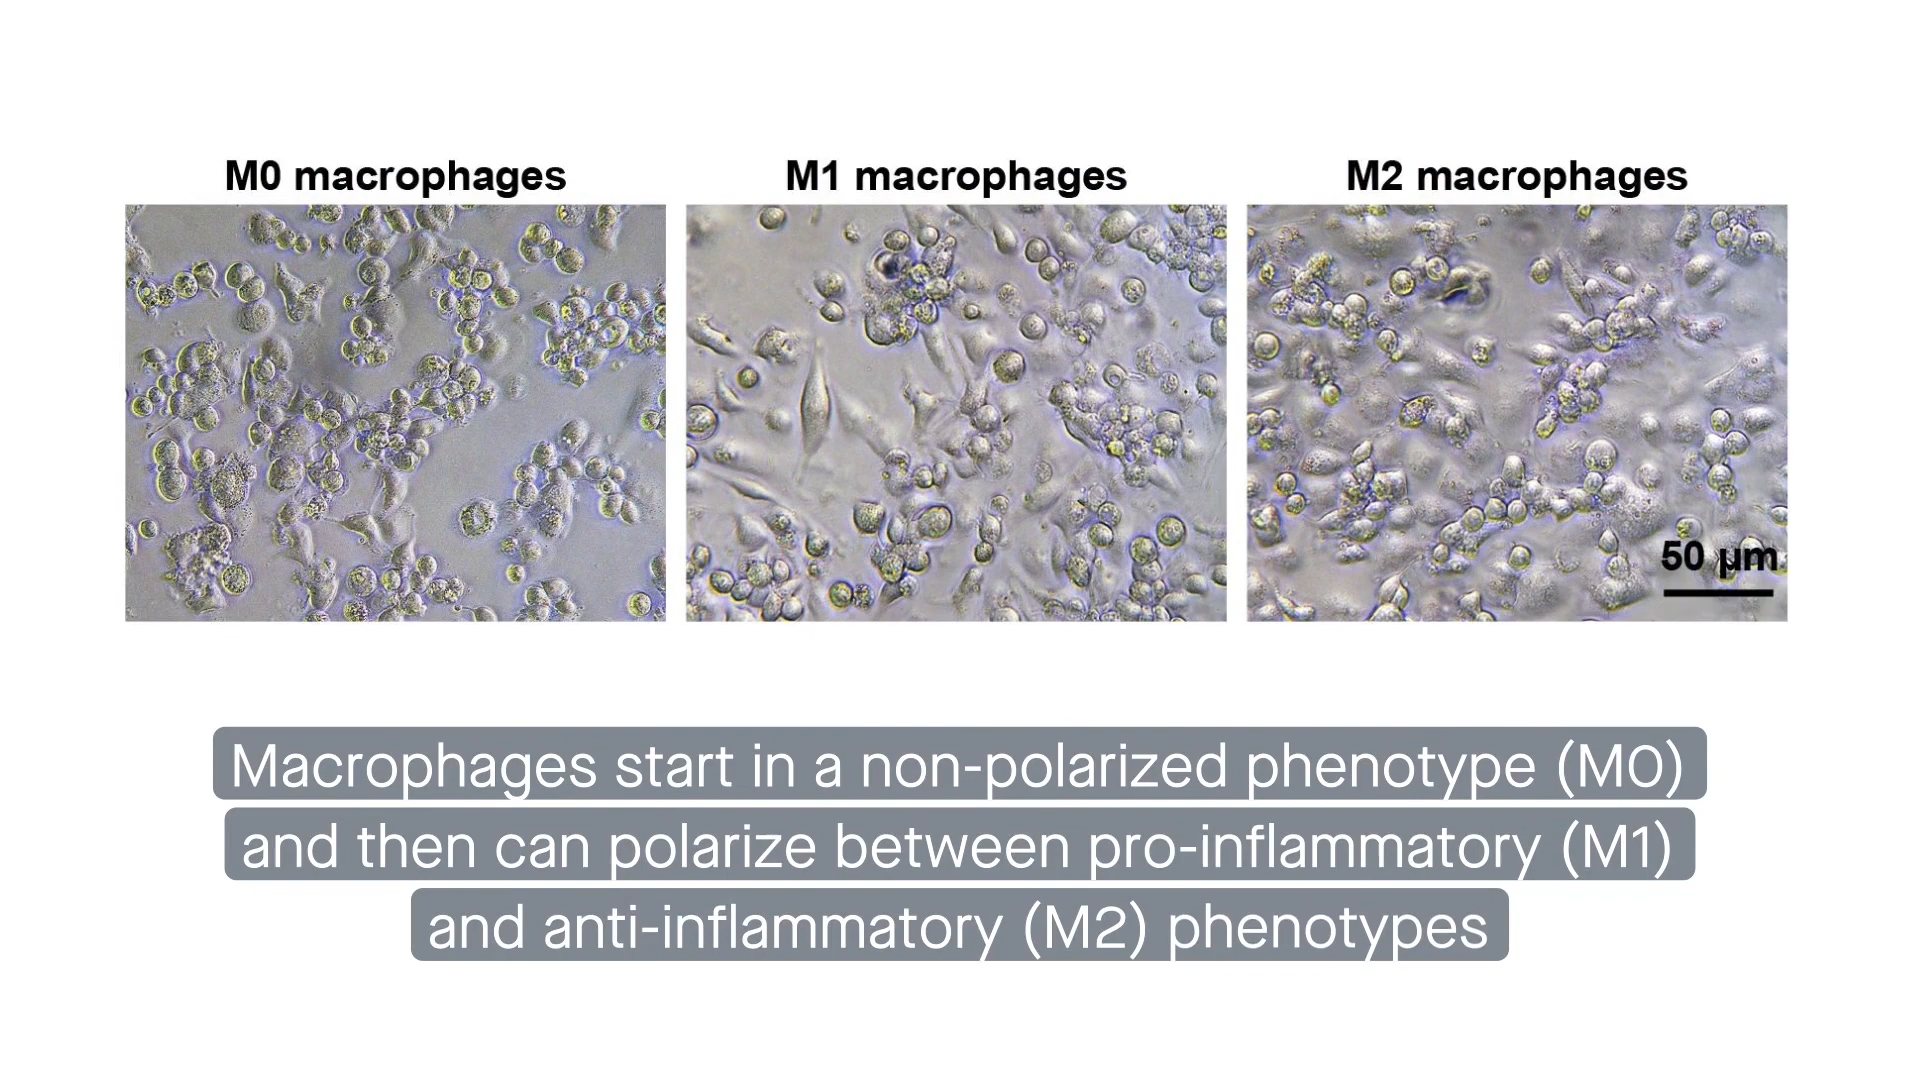 M0 macrophages
M1 macrophages
M2 macrophages
50 µm
Macrophages start in a non-polarized phenotype (M0)
and then can polarize between pro-inflammatory (M1)
and anti-inflammatory (M2) phenotypes